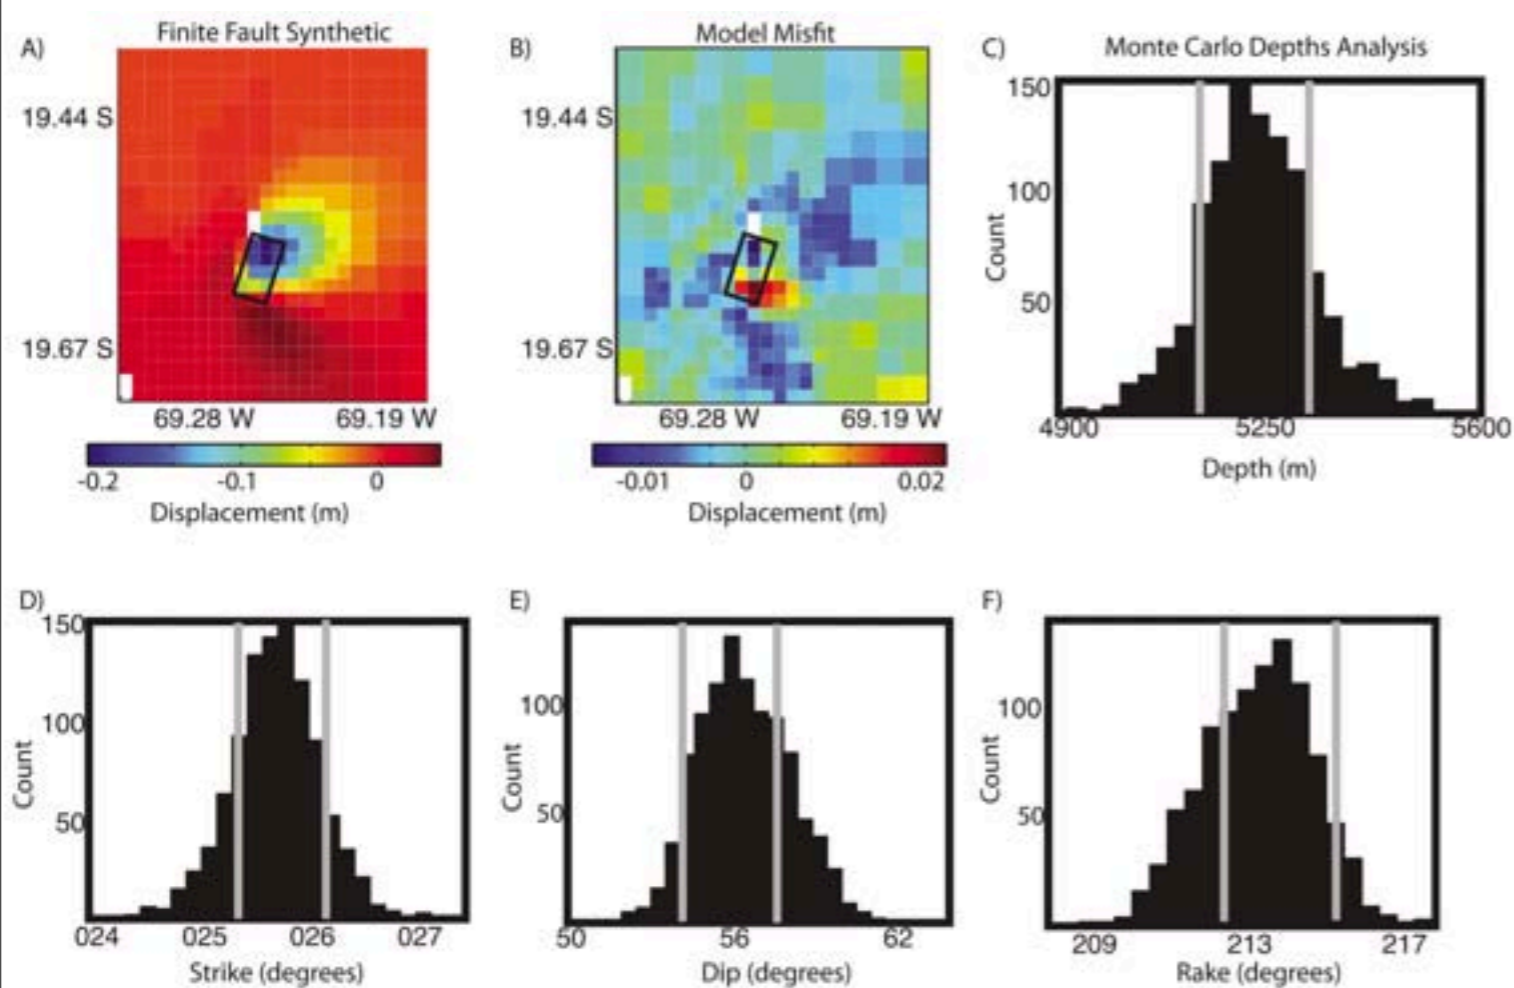 A)
Finite Fault Synthetic
19.44 S
19.67 S
69.28 W
69.19 W
-0.2
-0.1
0
Displacement (m)
B)
Model Misfit
19.44 S
19.67 S
69.28 W
69.19 W
-0.01
0
0.02
Displacement (m)
C)
Monte Carlo Depths Analysis
150
100
50
Count
4900
5250
5600
Depth (m)
D)
150
100
50
Count
024
025
026
027
Strike (degrees)
E)
100
50
Count
50
56
62
Dip (degrees)
F)
100
50
Count
209
213
217
Rake (degrees)